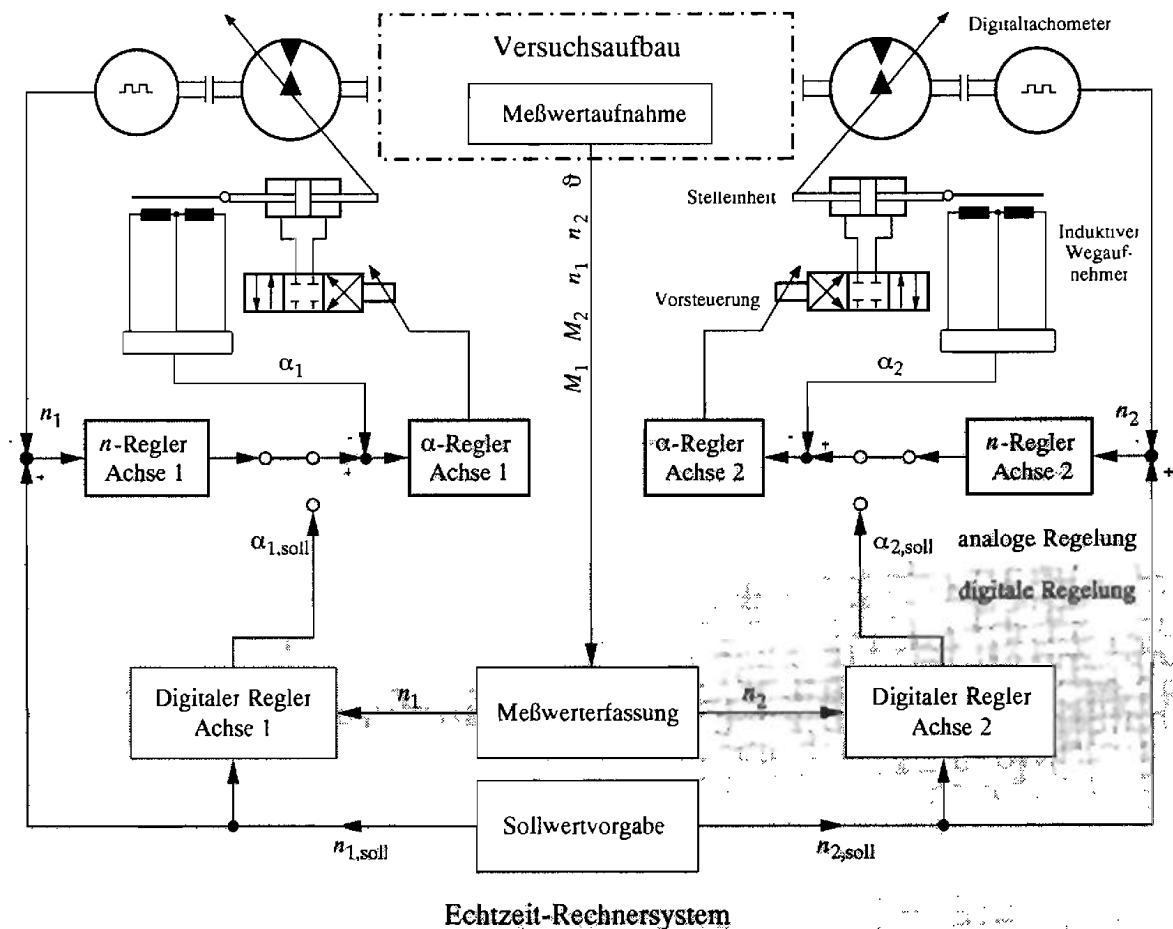 Digitaltachometer
Versuchsaufbau
Meßwertaufnahme
ϑ
n₂
n₁
M₂
M₁
Stelleinheit
Induktiver
Wegauf-
nehmer
Vorsteuerung
α₁
α₂
n₁
n₂
n-Regler
Achse 1
α-Regler
Achse 1
α-Regler
Achse 2
n-Regler
Achse 2
-
+
-
+
-
+
-
+
α₁,soll
α₂,soll
analoge Regelung
digitale Regelung
Digitaler Regler
Achse 1
n₁
Meßwerterfassung
n₂
Digitaler Regler
Achse 2
Sollwertvorgabe
n₁,soll
n₂,soll
Echtzeit-Rechnersystem